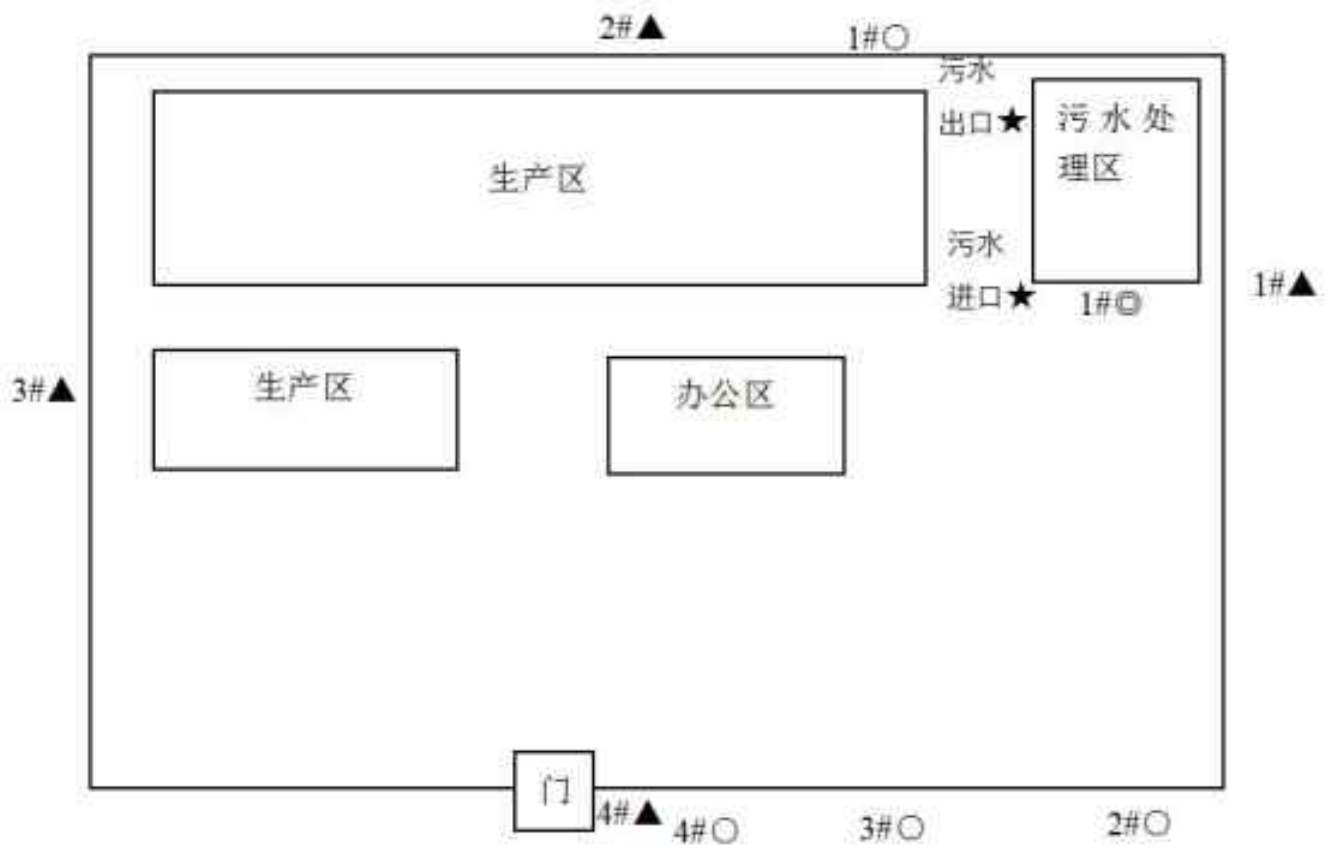 2#▲
1#○
污水
出口★
污水处
理区
生产区
污水
进口★
1#◎
1#▲
3#▲
生产区
办公区
门
4#▲
4#○
3#○
2#○